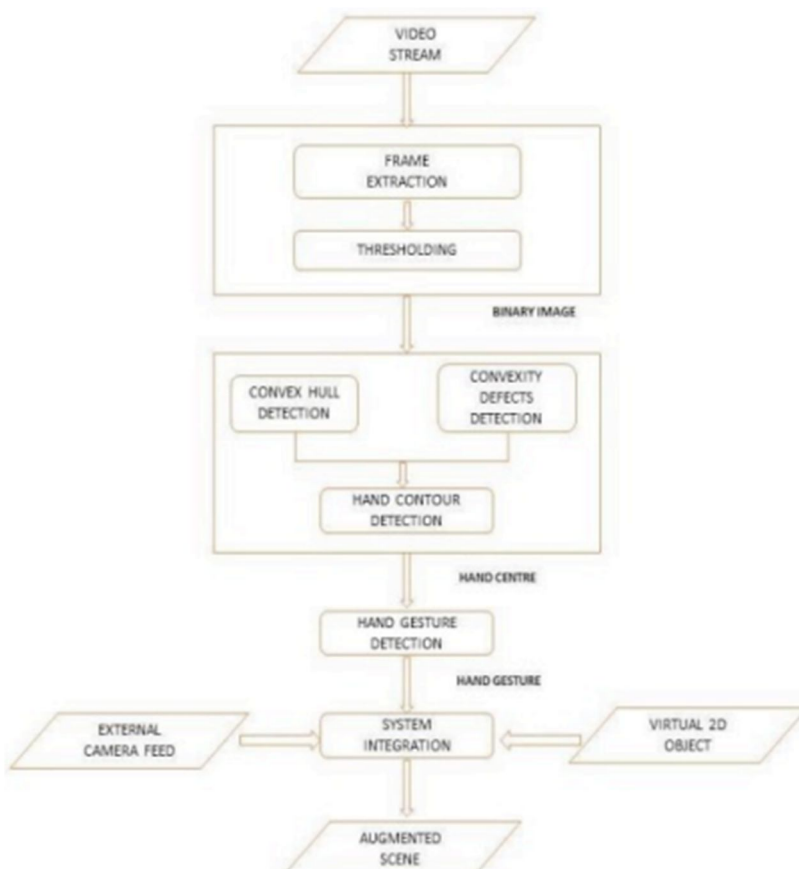 VIDEO
STREAM
FRAME
EXTRACTION
THRESHOLDING
BINARY IMAGE
CONVEX HULL
DETECTION
CONVEXITY
DEFECTS
DETECTION
HAND CONTOUR
DETECTION
HAND CENTRE
HAND GESTURE
DETECTION
HAND GESTURE
EXTERNAL
CAMERA FEED
SYSTEM
INTEGRATION
VIRTUAL 2D
OBJECT
AUGMENTED
SCENE